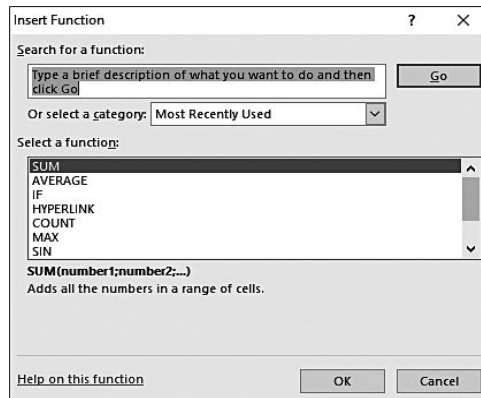 Insert Function ? X
Search for a function:
Type a brief description of what you want to do and then
click Go
Go
Or select a category: Most Recently Used
Select a function:
SUM
AVERAGE
IF
HYPERLINK
COUNT
MAX
SIN
SUM(number1;number2;...)
Adds all the numbers in a range of cells.
Help on this function OK Cancel